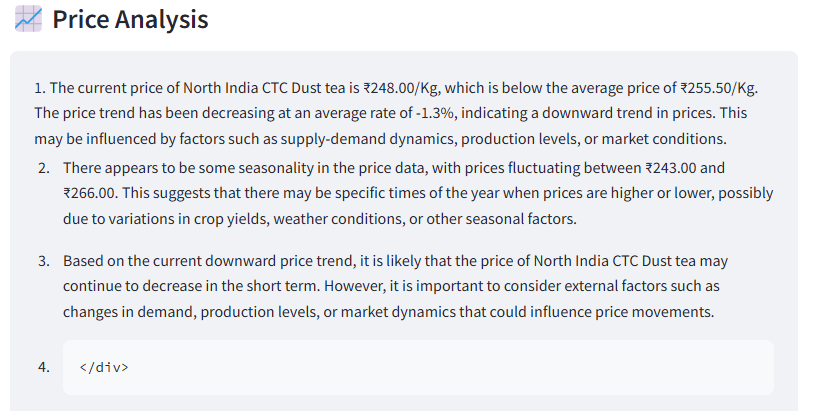 Price Analysis
1. The current price of North India CTC Dust tea is ₹248.00/Kg, which is below the average price of ₹255.50/Kg.
The price trend has been decreasing at an average rate of -1.3%, indicating a downward trend in prices. This
may be influenced by factors such as supply-demand dynamics, production levels, or market conditions.
2. There appears to be some seasonality in the price data, with prices fluctuating between ₹243.00 and
₹266.00. This suggests that there may be specific times of the year when prices are higher or lower, possibly
due to variations in crop yields, weather conditions, or other seasonal factors.
3. Based on the current downward price trend, it is likely that the price of North India CTC Dust tea may
continue to decrease in the short term. However, it is important to consider external factors such as
changes in demand, production levels, or market dynamics that could influence price movements.
4. </div>